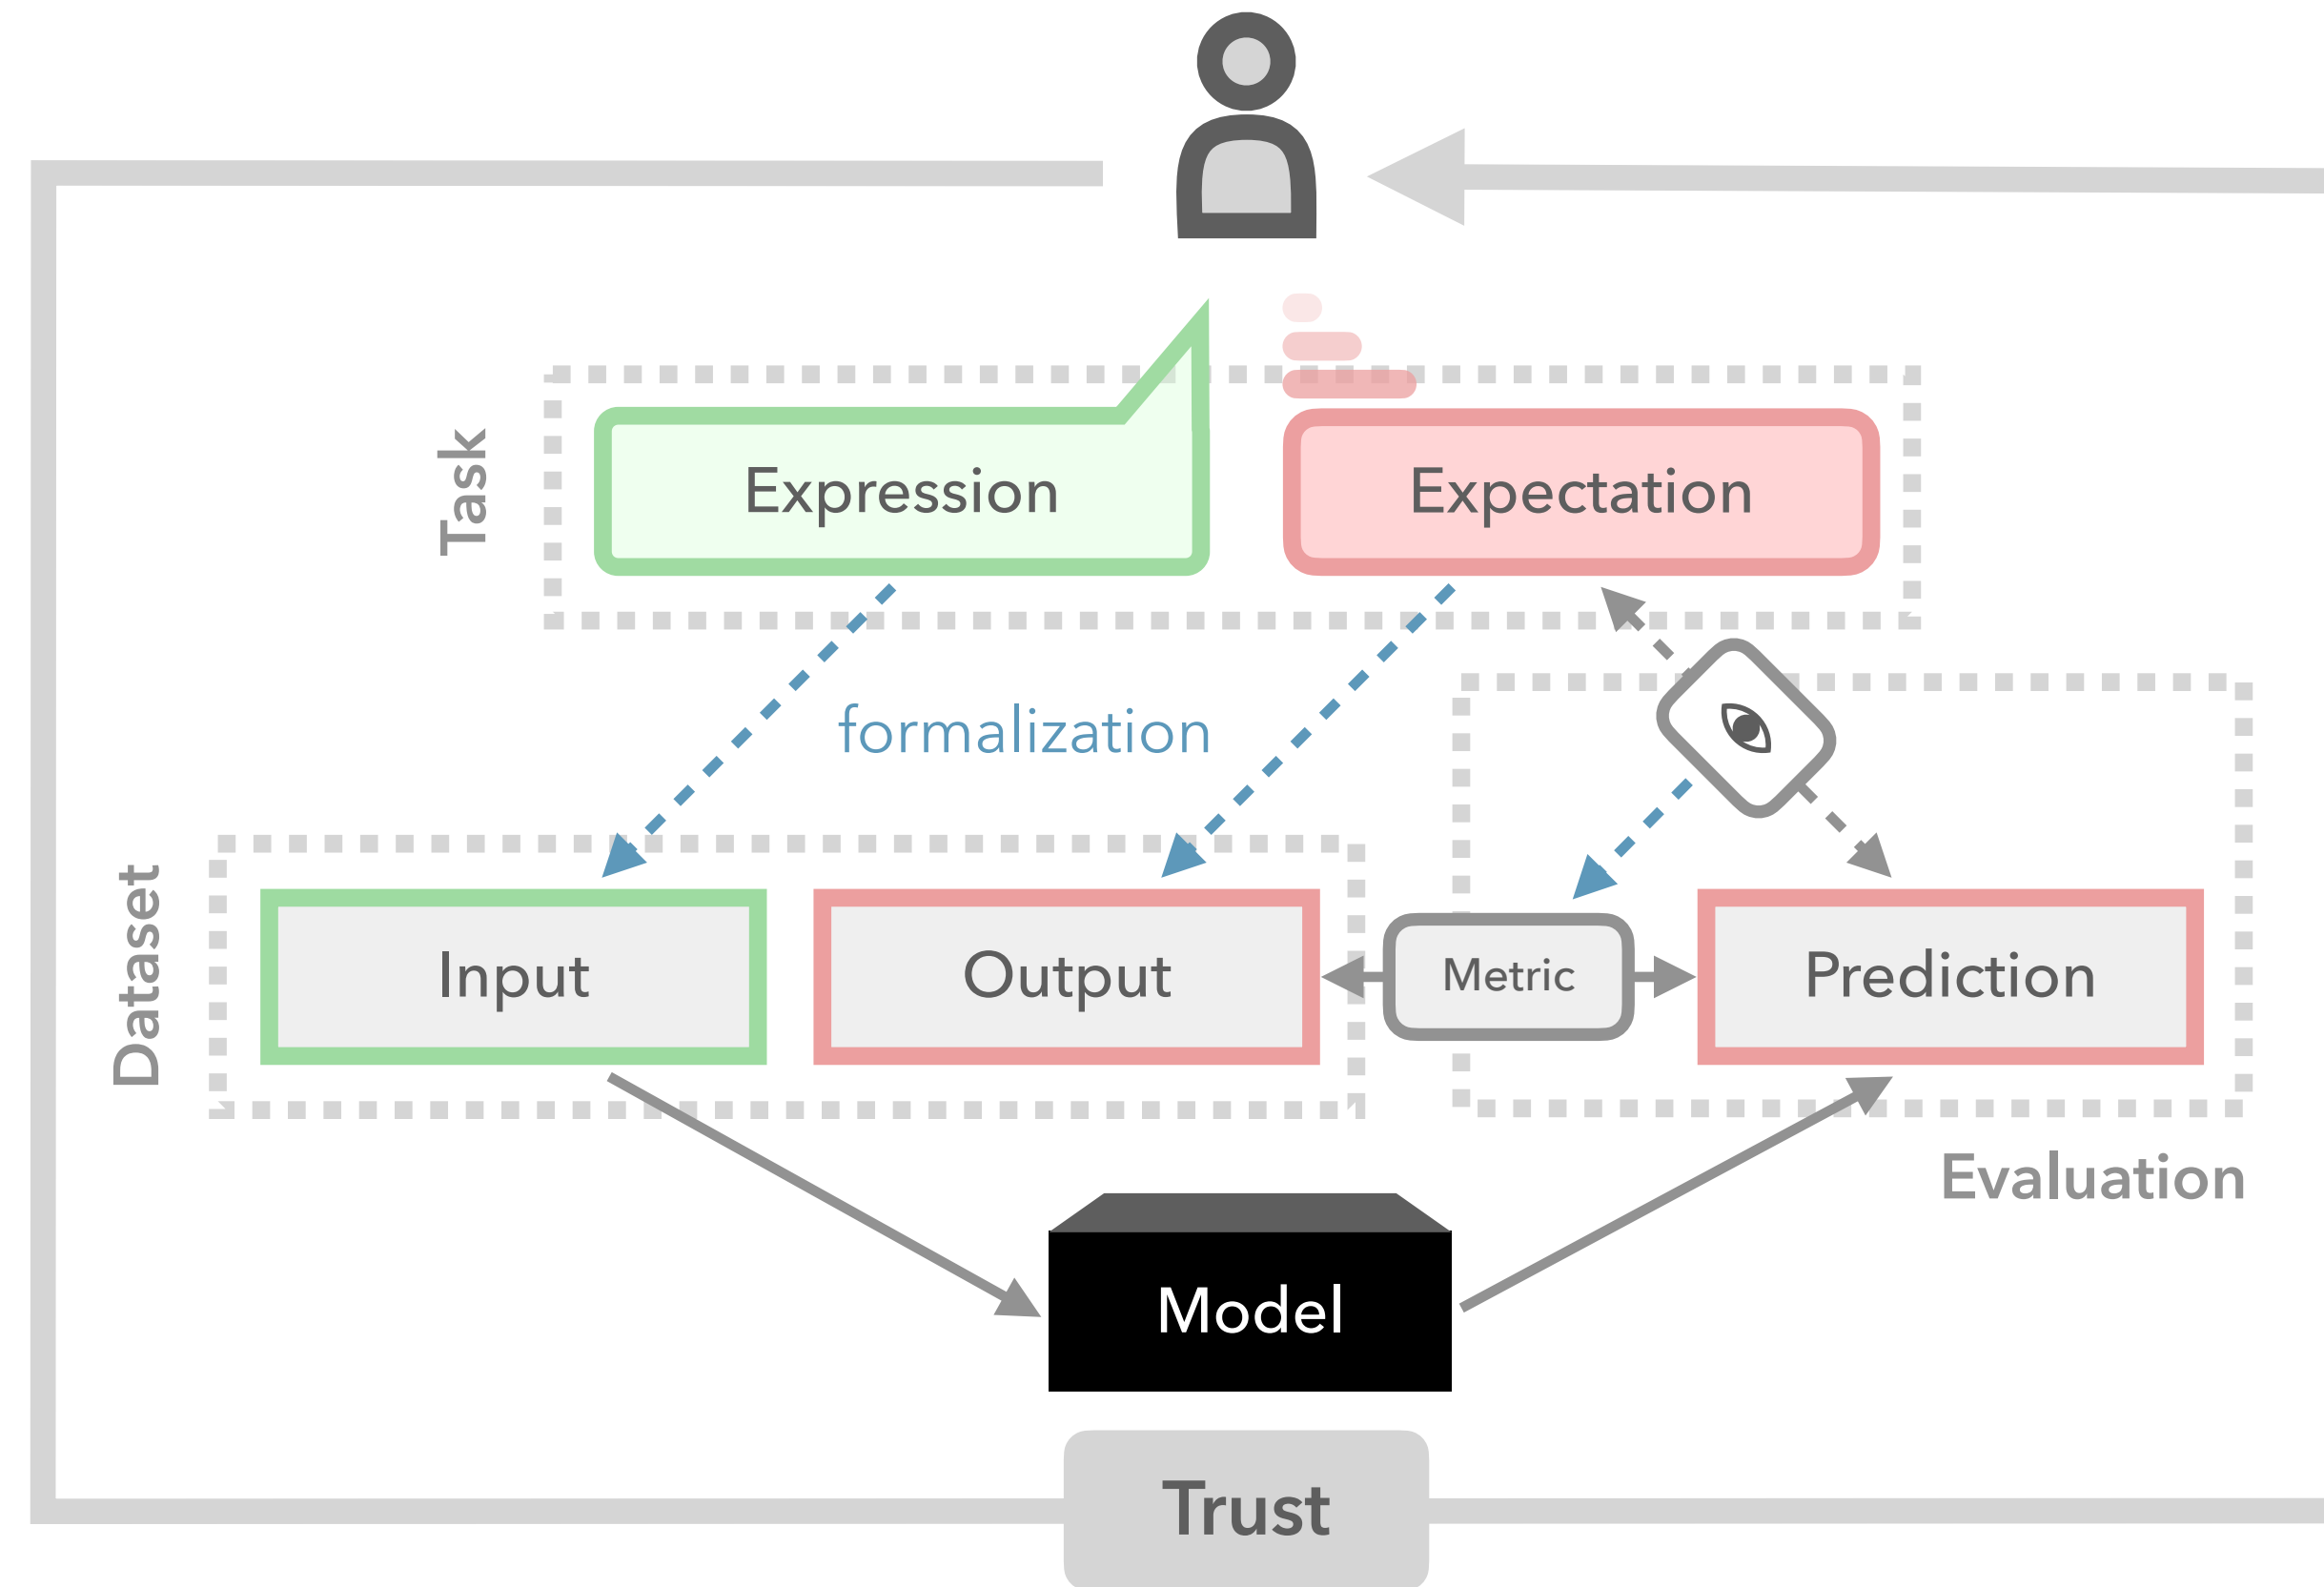 Task
Expression
Expectation
formalization
Dataset
Input
Output
Metric
Prediction
Evaluation
Model
Trust